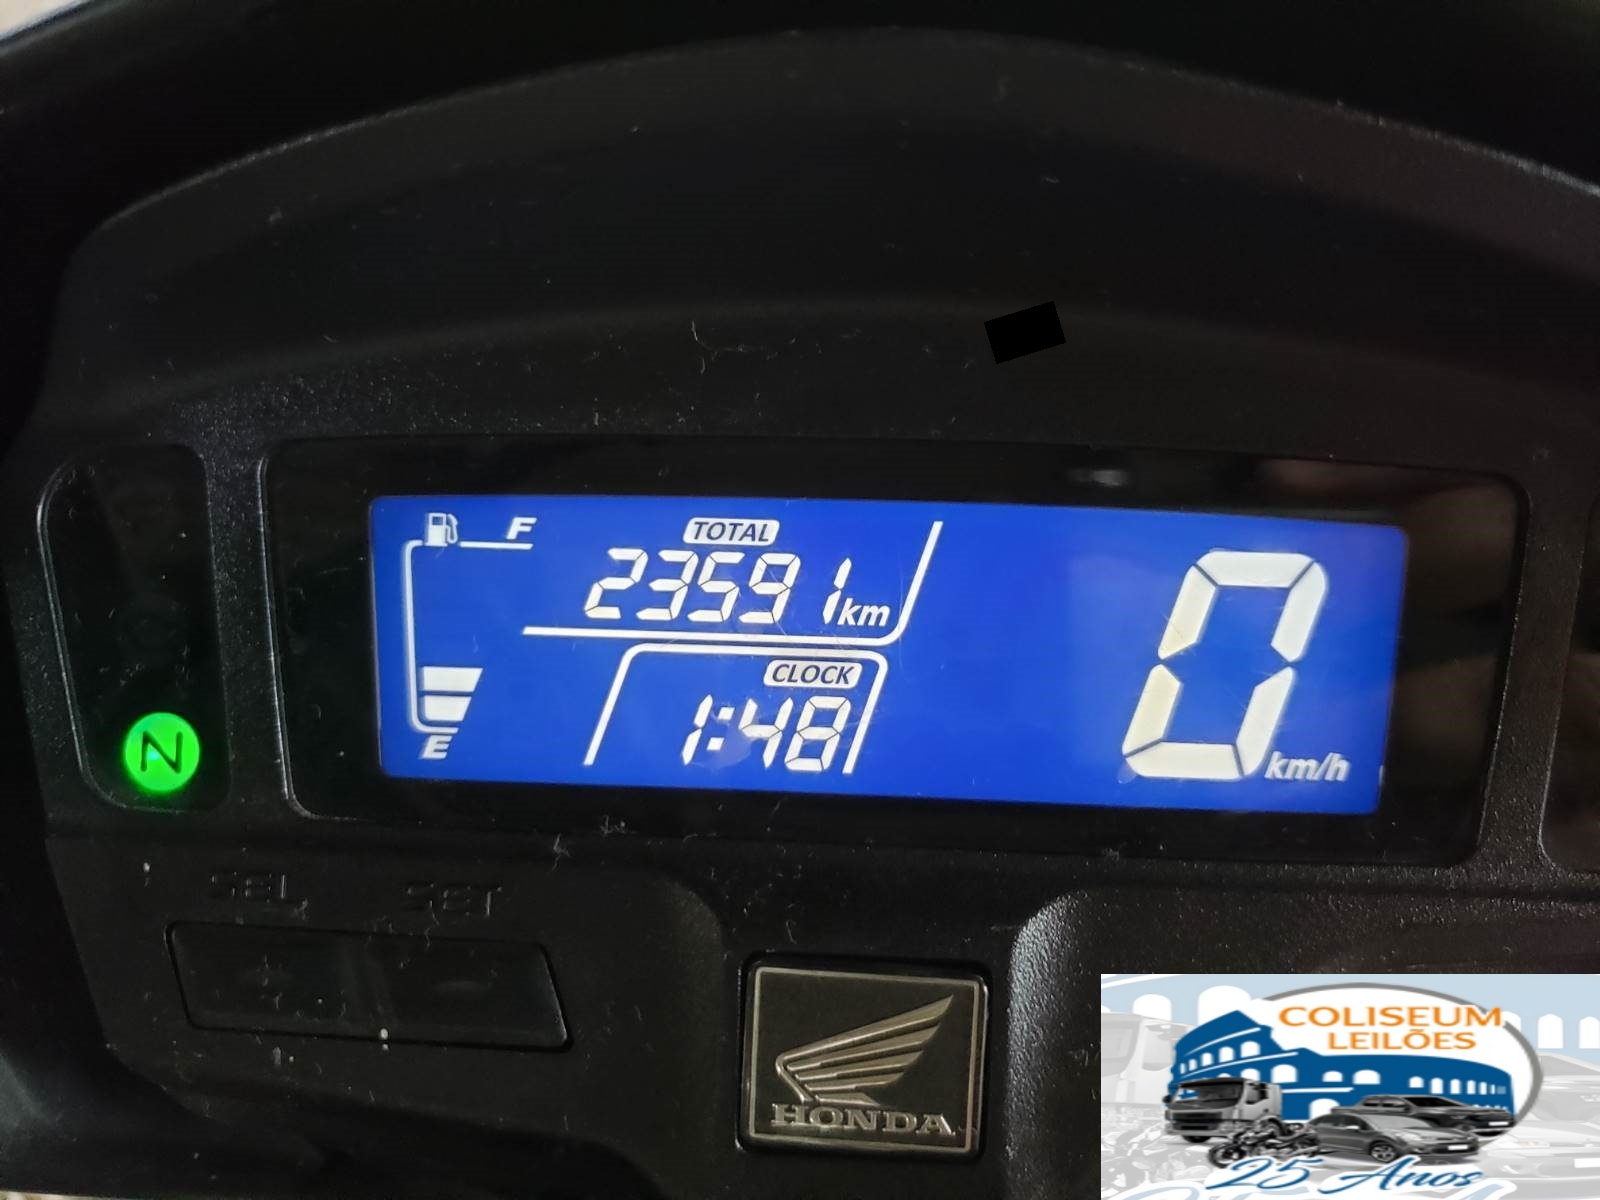 F
TOTAL
23591 km
CLOCK
1:48
E
0 km/h
N
SEL SET
HONDA
COLISEUM
LEILÕES
25 Anos